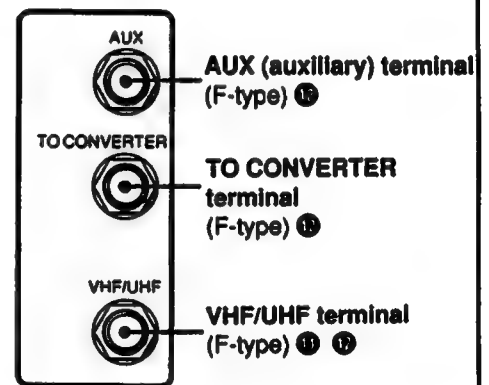 AUX
AUX (auxiliary) terminal
(F-type)
TO CONVERTER
TO CONVERTER
terminal
(F-type)
VHF/UHF
VHF/UHF terminal
(F-type)